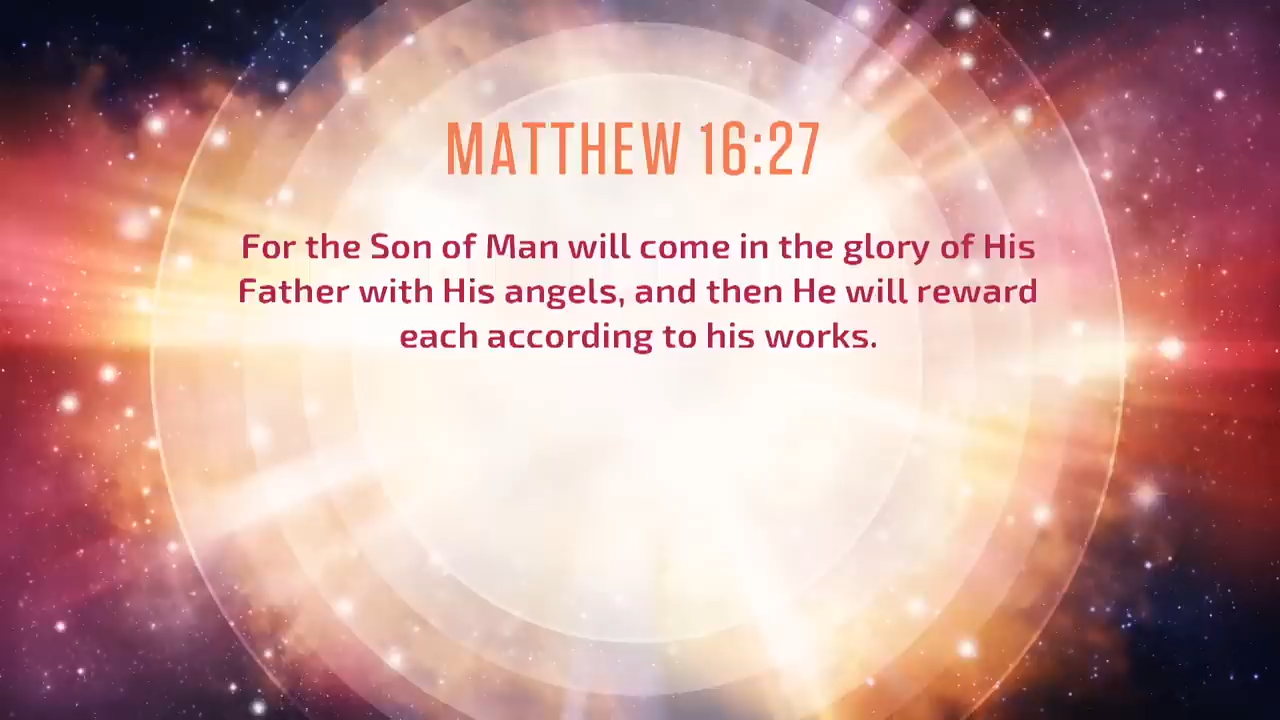 MATTHEW 16:27
For the Son of Man will come in the glory of His
Father with His angels, and then He will reward
each according to his works.